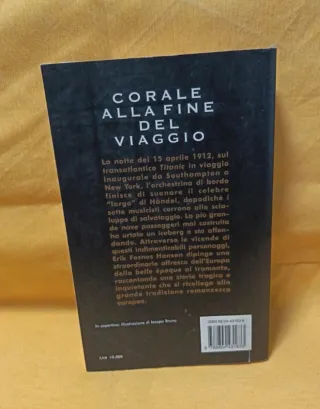 CORALE
ALLA FINE
DEL
VIAGGIO
La notte del 15 aprile 1912, sul
transatlantico Titanic in viaggio
inaugurale da Southampton a
New York, l'orchestrina di bordo
finisce di suonare il celebre
"largo" di Händel, dopodiché i
sette musicisti corrono alle scia-
luppe di salvataggio. La più gran-
de nave passeggeri mai costruita
ha urtato un iceberg e sta affon-
dando. Attraverso le vicende di
questi indimenticabili personaggi,
Erik Fosnes Hansen dipinge uno
straordinario affresco dell'Europa
della belle époque al tramonto,
raccontando una storia tragica e
inquietante che si ricollega alla
grande tradizione romanzesca
europea.
In copertina: illustrazione di Iacopo Bruno
Lire